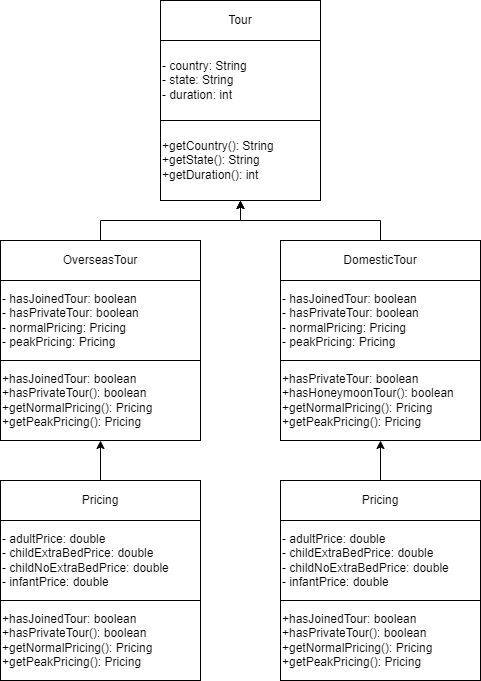 Tour
- country: String
- state: String
- duration: int
+getCountry(): String
+getState(): String
+getDuration(): int
OverseasTour
- hasJoinedTour: boolean
- hasPrivateTour: boolean
- normalPricing: Pricing
- peakPricing: Pricing
+hasJoinedTour: boolean
+hasPrivateTour(): boolean
+getNormalPricing(): Pricing
+getPeakPricing(): Pricing
DomesticTour
- hasJoinedTour: boolean
- hasPrivateTour: boolean
- normalPricing: Pricing
- peakPricing: Pricing
+hasPrivateTour: boolean
+hasHoneymoonTour(): boolean
+getNormalPricing(): Pricing
+getPeakPricing(): Pricing
Pricing
- adultPrice: double
- childExtraBedPrice: double
- childNoExtraBedPrice: double
- infantPrice: double
+hasJoinedTour: boolean
+hasPrivateTour(): boolean
+getNormalPricing(): Pricing
+getPeakPricing(): Pricing
Pricing
- adultPrice: double
- childExtraBedPrice: double
- childNoExtraBedPrice: double
- infantPrice: double
+hasJoinedTour: boolean
+hasPrivateTour(): boolean
+getNormalPricing(): Pricing
+getPeakPricing(): Pricing